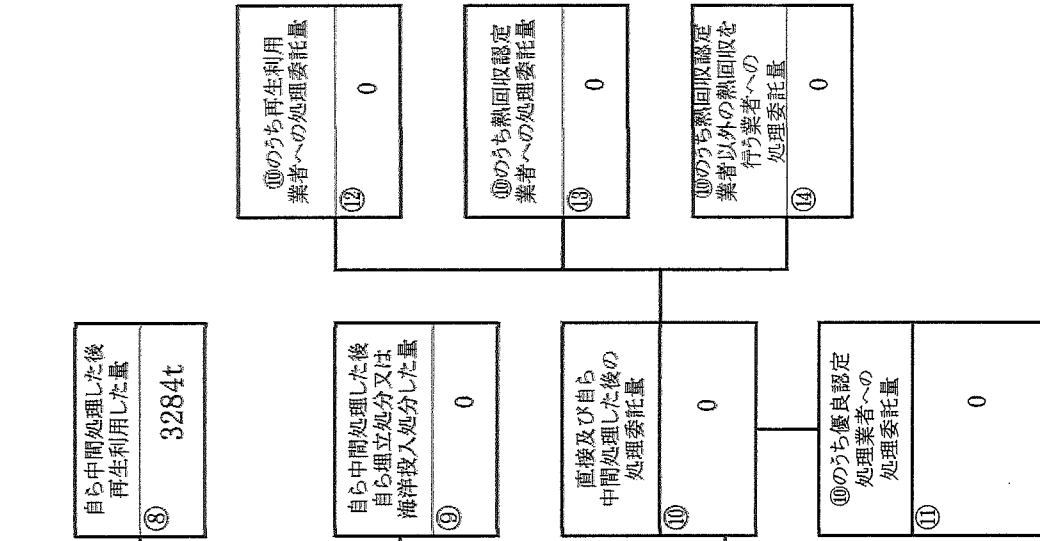 自ら中間処理した後
再生利用した量
⑧
3284t
自ら中間処理した後
自ら埋立処分又は
海洋投入処分した量
⑨
0
直接及び自ら
中間処理した後の
処理委託量
⑩
0
⑩のうち優良認定
処理業者への
処理委託量
⑪
0
⑩のうち再生利用
業者への処理委託量
⑫
0
⑩のうち熱回収認定
業者への処理委託量
⑬
0
⑩のうち熱回収認定
業者以外の熱回収を
行う業者への
処理委託量
⑭
0